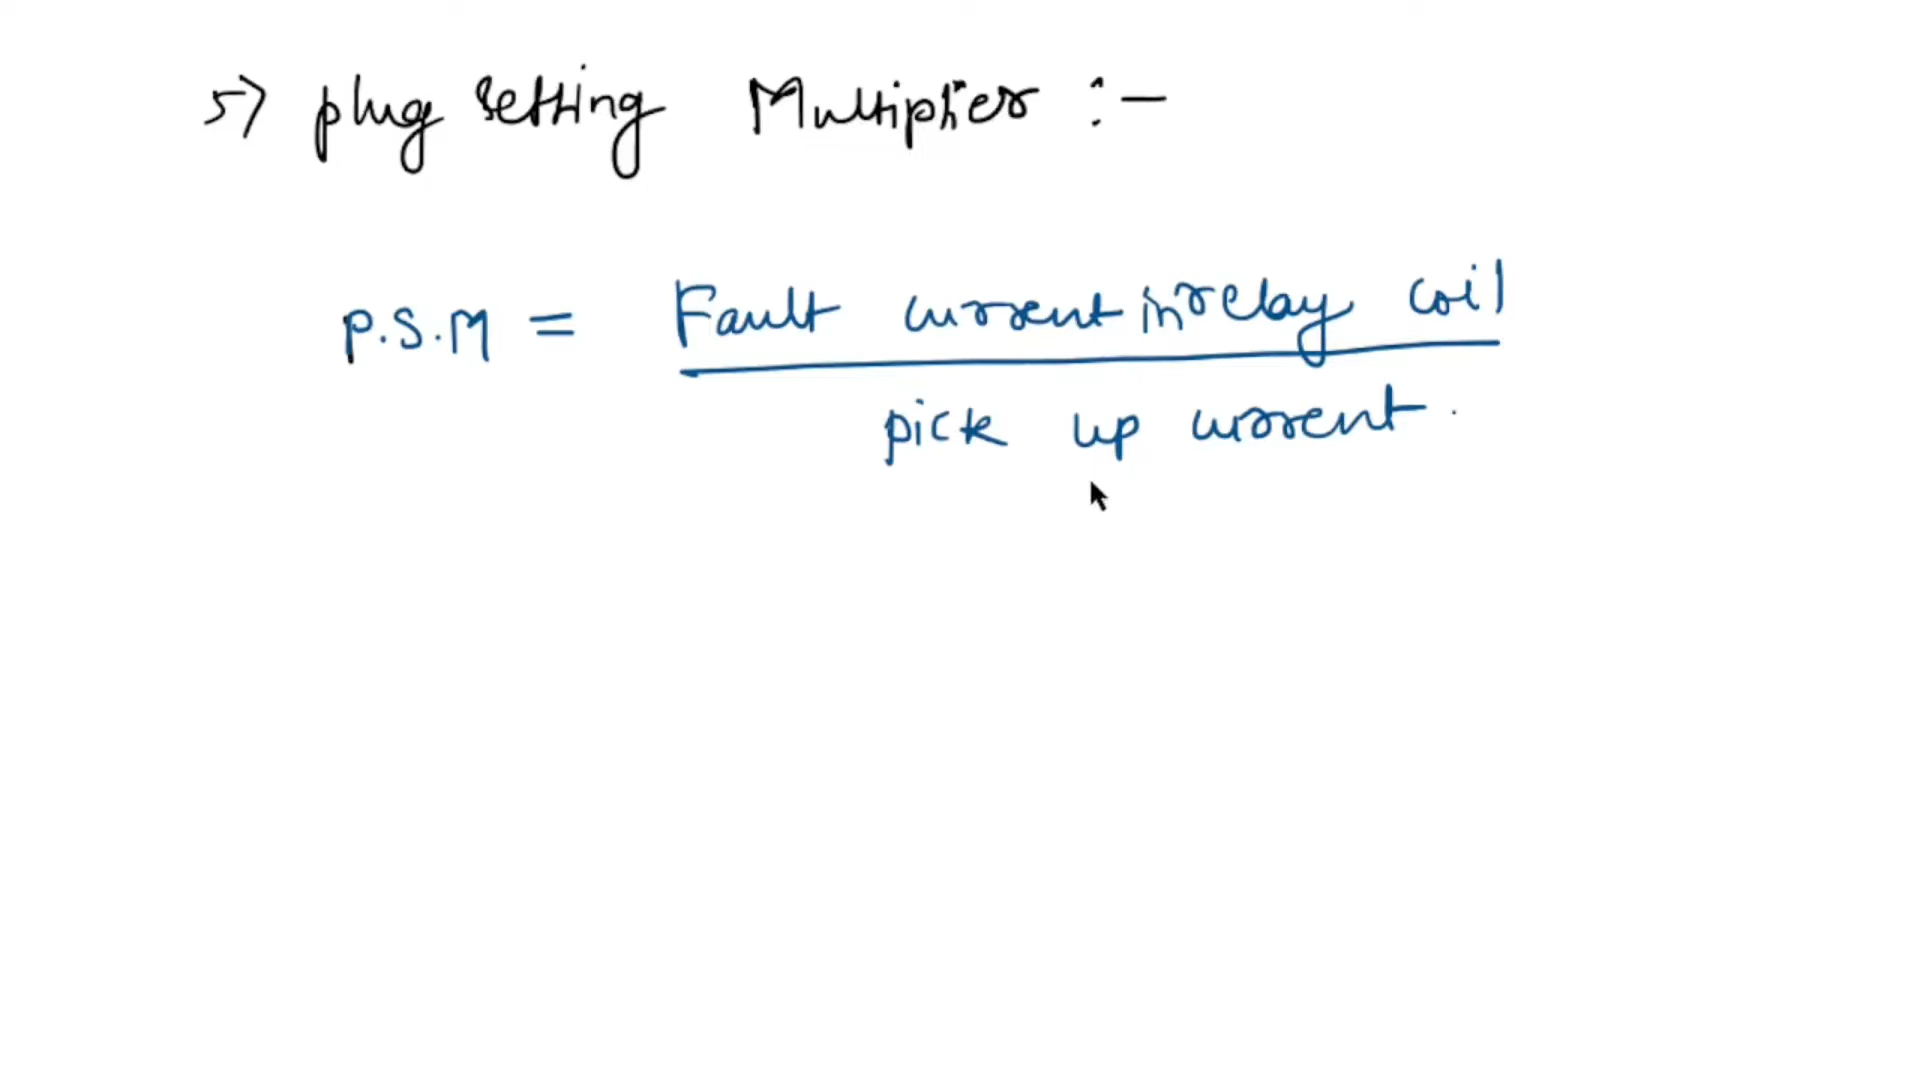 5) plug setting Multiplier :-
P.S.M = Fault current in relay coil
pick up current.